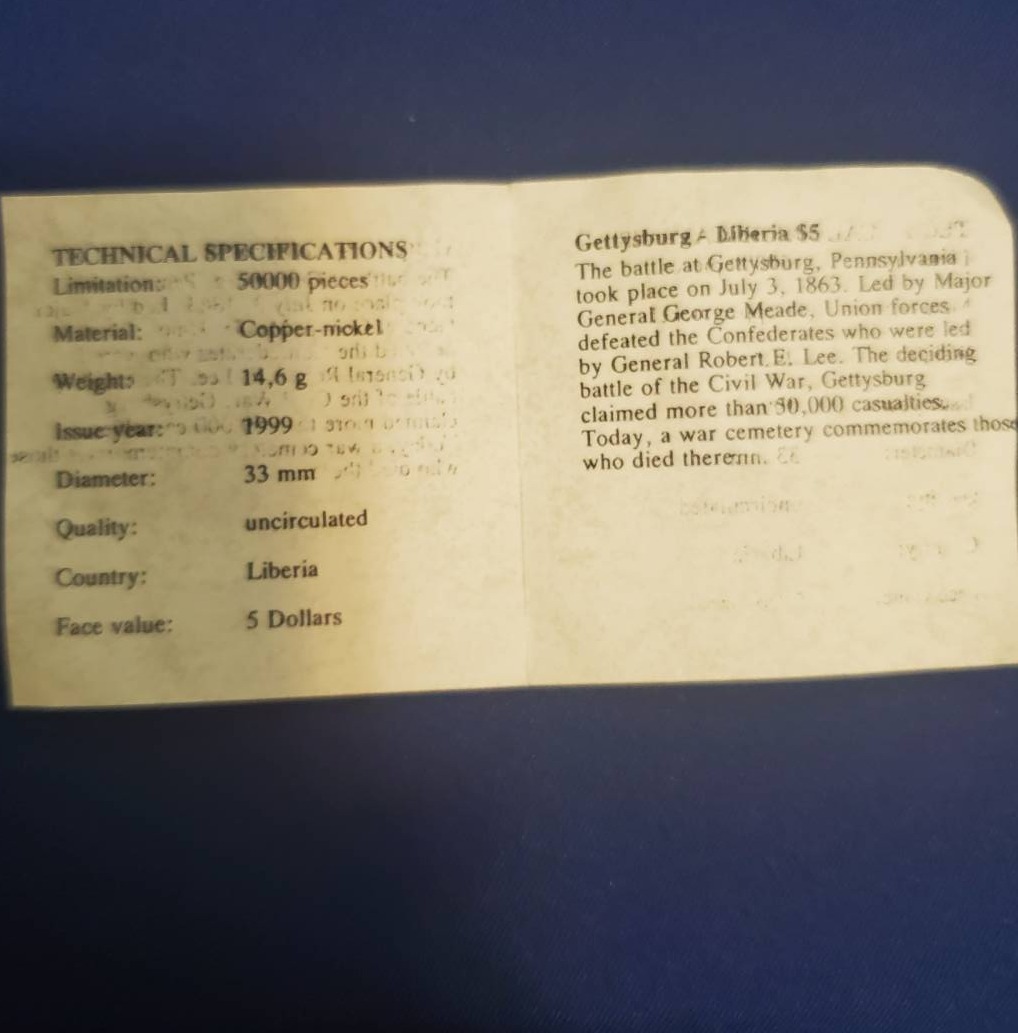 TECHNICAL SPECIFICATIONS
Limitation: 50000 pieces
Material: Copper-nickel
Weight: 14,6 g
Issue year: 1999
Diameter: 33 mm
Quality: uncirculated
Country: Liberia
Face value: 5 Dollars
Gettysburg - Liberia $5
The battle at Gettysburg, Pennsylvania
took place on July 3, 1863. Led by Major
General George Meade, Union forces
defeated the Confederates who were led
by General Robert E. Lee. The deciding
battle of the Civil War, Gettysburg
claimed more than casualties.
Today, a war cemetery commemorates those
who died